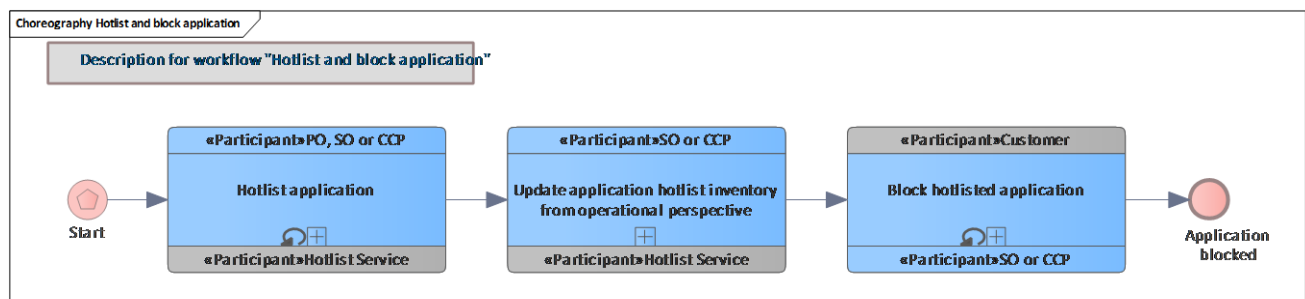 Choreography Hotlist and block application
Description for workflow "Hotlist and block application"
«Participant»PO, SO or CCP
Hotlist application
«Participant»Hotlist Service
«Participant»SO or CCP
Update application hotlist inventory
from operational perspective
«Participant»Hotlist Service
«Participant»Customer
Block hotlisted application
«Participant»SO or CCP
Start
Application
blocked